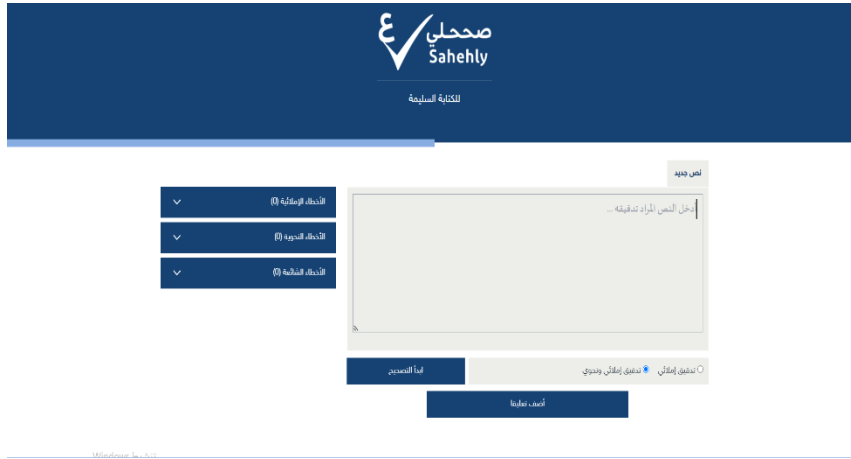 صححلي ع
Sahehly
للكتابة السليمة
نص جديد
أدخل النص المراد تدقيقه ...
الأخطاء الإملائية (0)
الأخطاء النحوية (0)
الأخطاء الشائعة (0)
تدقيق إملائي تدقيق إملائي ونحوي
ابدأ التصحيح
أضف تعليقا
Windows